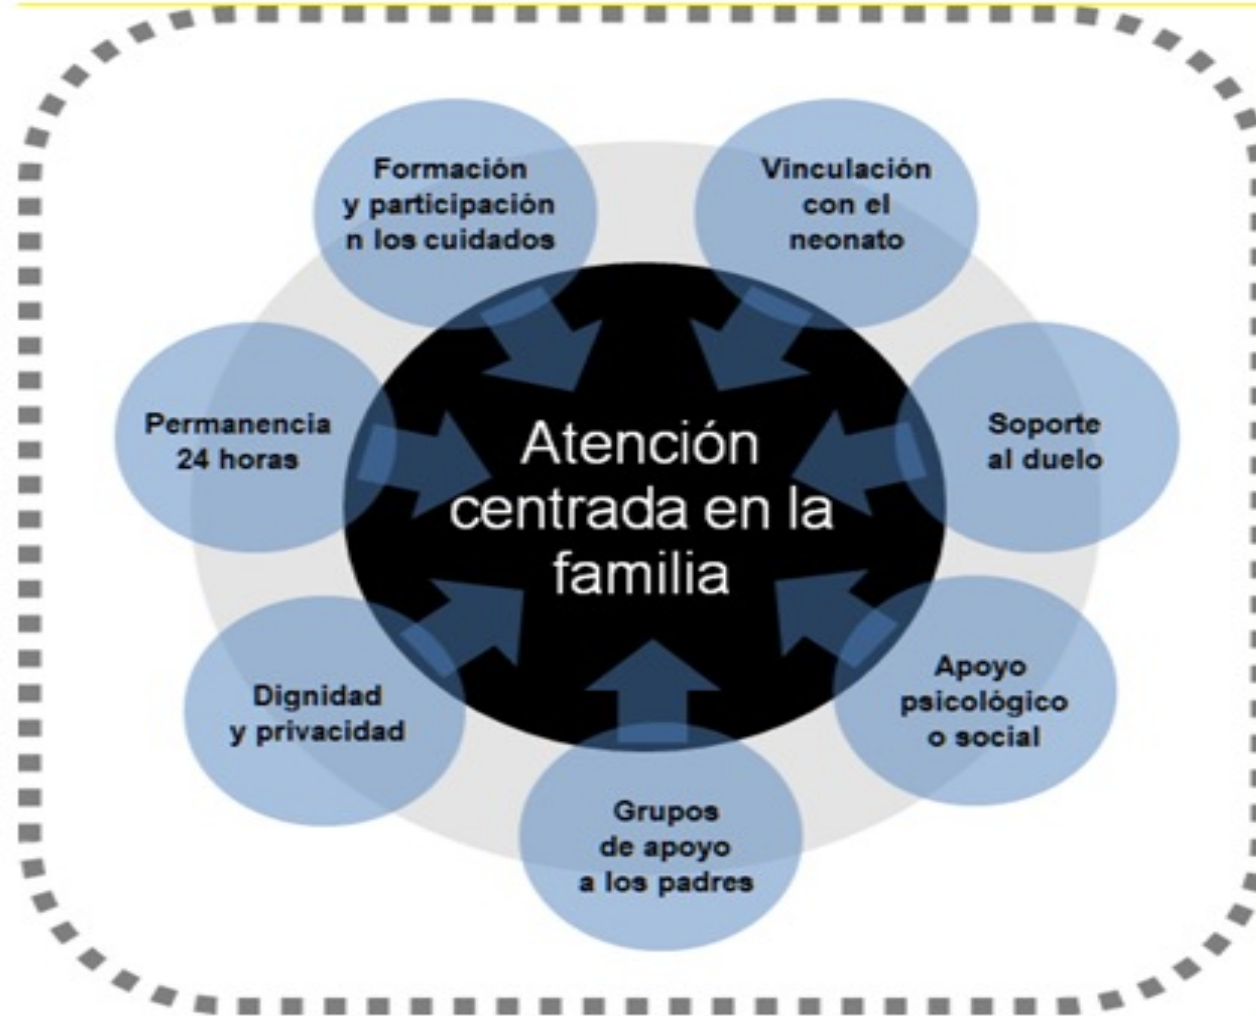 Formación
y participación
n los cuidados
Vinculación
con el
neonato
Permanencia
24 horas
Atención
centrada en la
familia
Soporte
al duelo
Dignidad
y privacidad
Apoyo
psicológico
o social
Grupos
de apoyo
a los padres